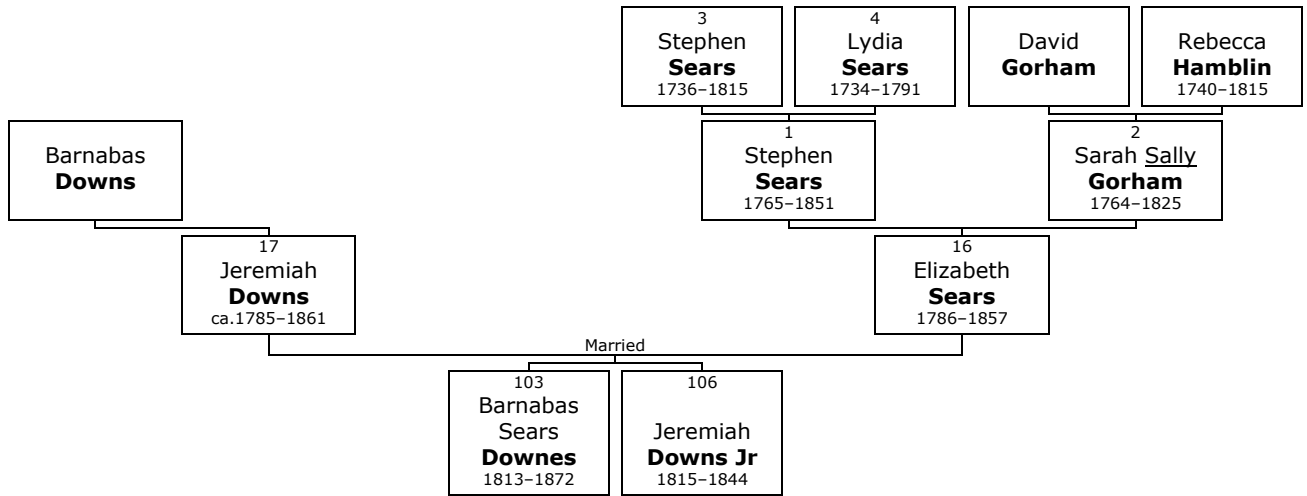 3
Stephen
Sears
1736–1815
4
Lydia
Sears
1734–1791
David
Gorham
Rebecca
Hamblin
1740–1815
Barnabas
Downs
1
Stephen
Sears
1765–1851
2
Sarah Sally
Gorham
1764–1825
17
Jeremiah
Downs
ca.1785–1861
16
Elizabeth
Sears
1786–1857
Married
103
Barnabas
Sears
Downes
1813–1872
106
Jeremiah
Downs Jr
1815–1844